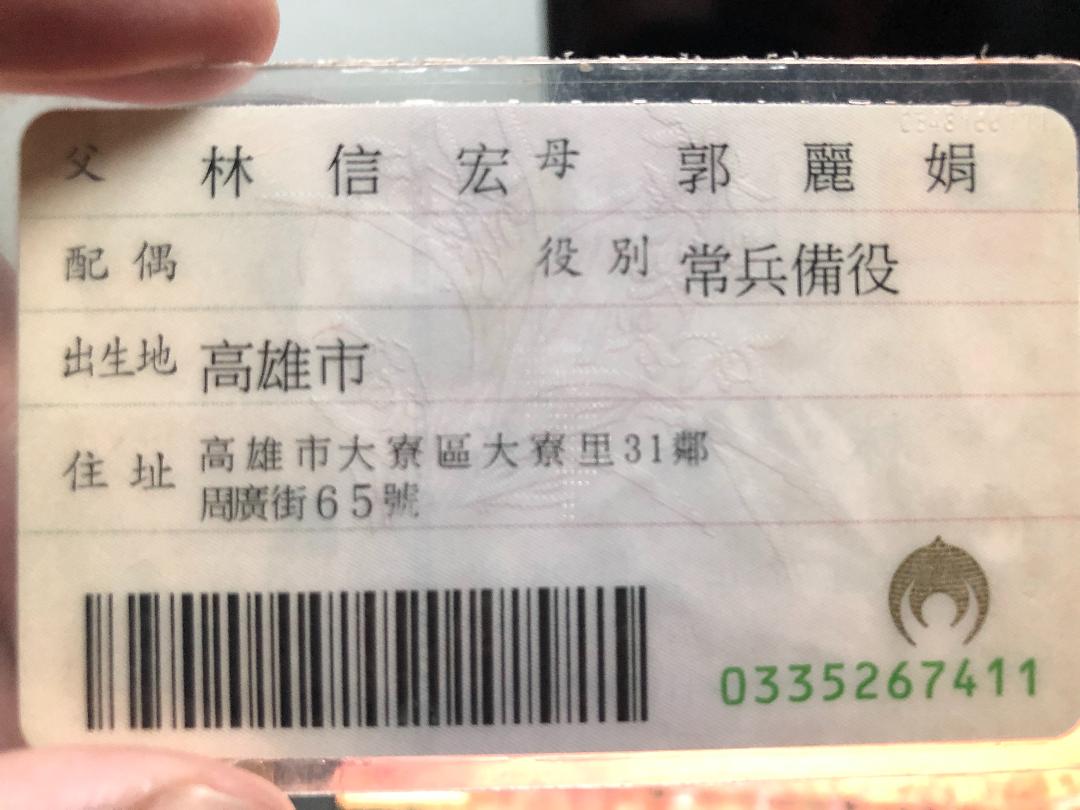 父 林信宏 母 郭麗娟
配偶 役別 常兵備役
出生地 高雄市
住址 高雄市大寮區大寮里31鄰
周廣街65號
0335267411